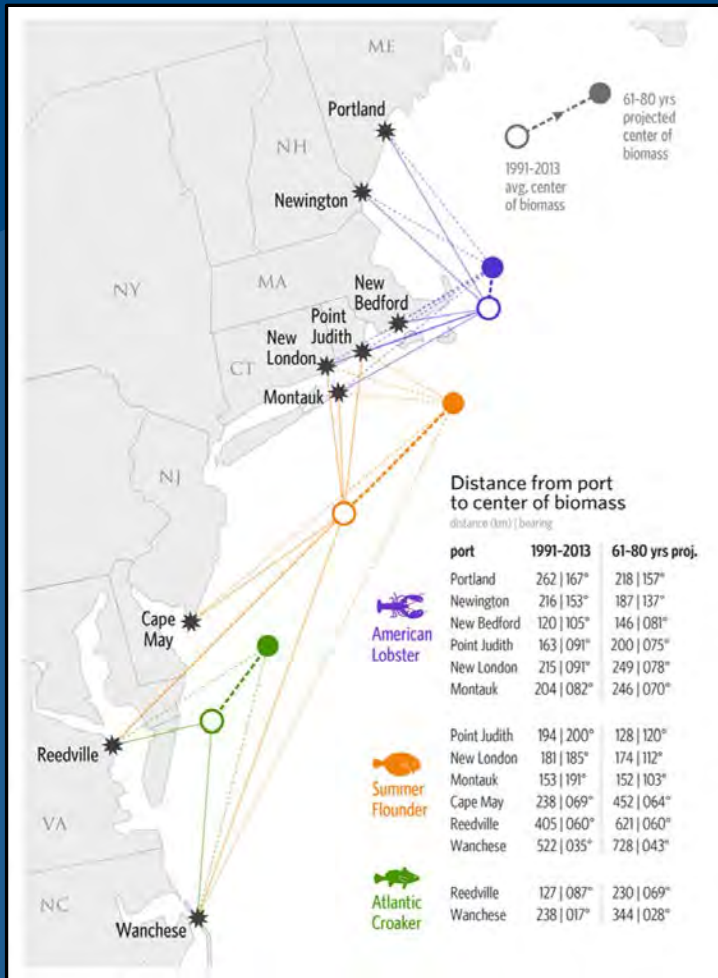 ME
Portland
61-80 yrs
projected
center of
biomass
NH
1991-2013
avg. center
of biomass
Newington
MA
NY
New
Bedford
Point
Judith
New
London
CT
Montauk
NJ
Distance from port
to center of biomass
distance (km) | bearing
port 1991-2013 61-80 yrs proj.
American
Lobster
Portland 262 | 167° 218 | 157°
Newington 216 | 153° 187 | 137°
New Bedford 120 | 105° 146 | 081°
Point Judith 163 | 091° 200 | 075°
New London 215 | 091° 249 | 078°
Montauk 204 | 082° 246 | 070°
Cape
May
Summer
Flounder
Point Judith 194 | 200° 128 | 120°
New London 181 | 185° 174 | 112°
Montauk 153 | 191° 152 | 103°
Cape May 238 | 069° 452 | 064°
Reedville 405 | 060° 621 | 060°
Wanchese 522 | 035° 728 | 043°
Reedville
VA
Atlantic
Croaker
Reedville 127 | 087° 230 | 069°
Wanchese 238 | 017° 344 | 028°
NC
Wanchese